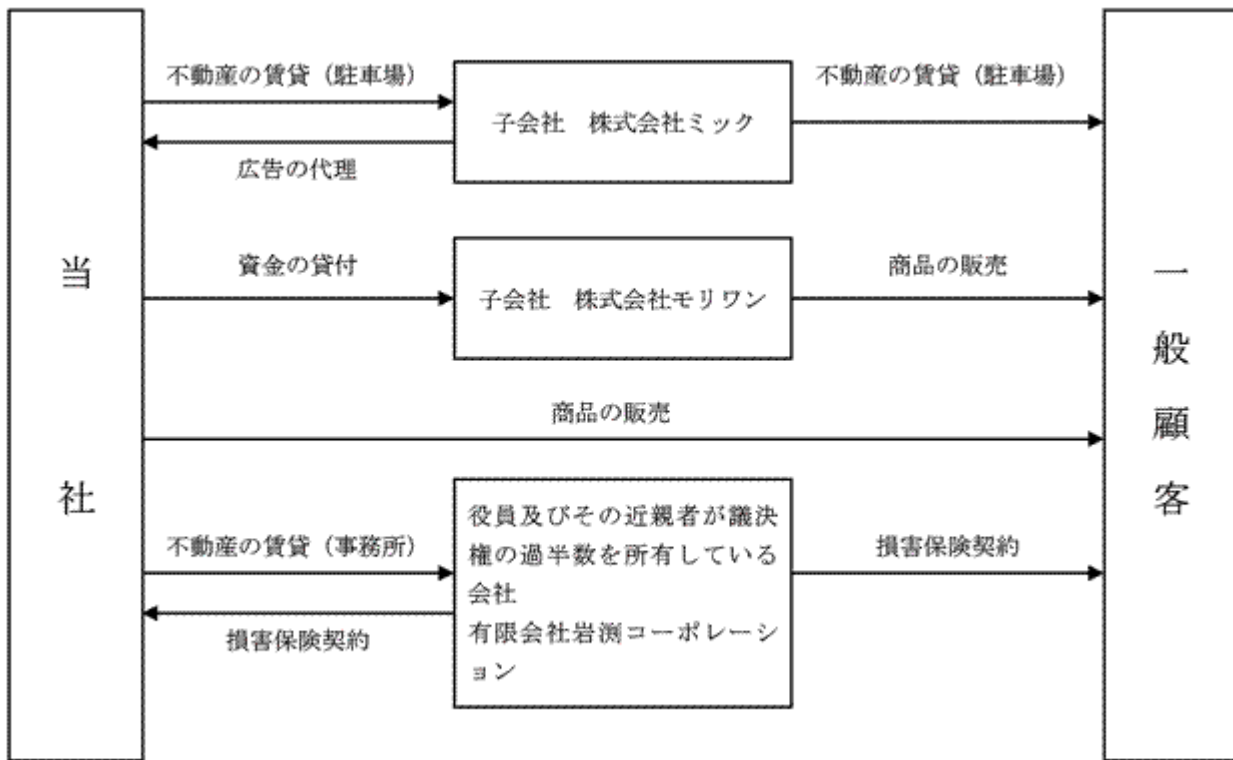 当社
不動産の賃貸（駐車場）
広告の代理
子会社　株式会社ミック
不動産の賃貸（駐車場）
資金の貸付
子会社　株式会社モリワン
商品の販売
商品の販売
不動産の賃貸（事務所）
損害保険契約
役員及びその近親者が議決
権の過半数を所有している
会社
有限会社岩渕コーポレーシ
ョン
損害保険契約
一般顧客